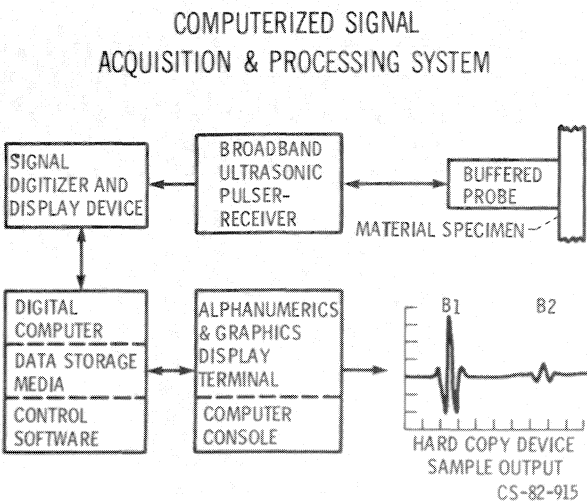 COMPUTERIZED SIGNAL
ACQUISITION & PROCESSING SYSTEM
SIGNAL
DIGITIZER AND
DISPLAY DEVICE
BROADBAND
ULTRASONIC
PULSER-
RECEIVER
BUFFERED
PROBE
MATERIAL SPECIMEN
DIGITAL
COMPUTER
DATA STORAGE
MEDIA
CONTROL
SOFTWARE
ALPHANUMERICS
& GRAPHICS
DISPLAY
TERMINAL
COMPUTER
CONSOLE
B1
B2
HARD COPY DEVICE
SAMPLE OUTPUT
CS-82-915